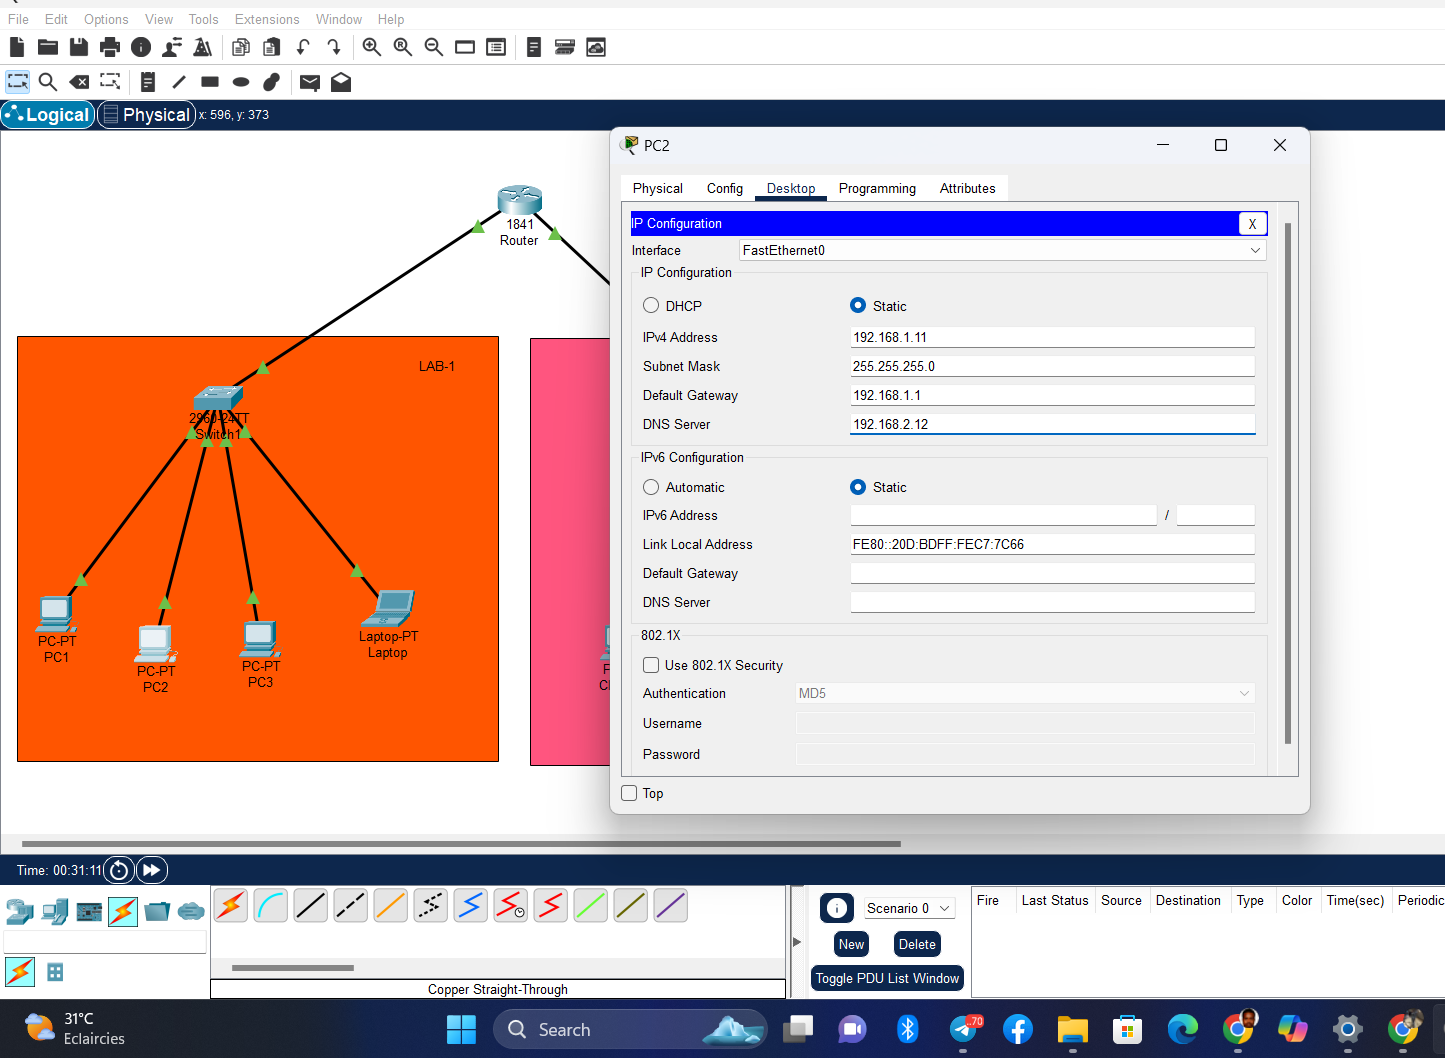 File Edit Options View Tools Extensions Window Help
Logical Physical x: 596, y: 373
PC2
Physical Config Desktop Programming Attributes
IP Configuration X
Interface FastEthernet0
IP Configuration
DHCP Static
IPv4 Address 192.168.1.11
Subnet Mask 255.255.255.0
Default Gateway 192.168.1.1
DNS Server 192.168.2.12
IPv6 Configuration
Automatic Static
IPv6 Address /
Link Local Address FE80::20D:BDFF:FEC7:7C66
Default Gateway
DNS Server
802.1X
Use 802.1X Security
Authentication MD5
Username
Password
Top
1841
Router
LAB-1
2960-24TT
Switch1
PC-PT
PC1
PC-PT
PC2
PC-PT
PC3
Laptop-PT
Laptop
Time: 00:31:11
Scenario 0
New Delete
Toggle PDU List Window
Fire Last Status Source Destination Type Color Time(sec) Periodic
Copper Straight-Through
31°C
Eclaircies
Search
..70